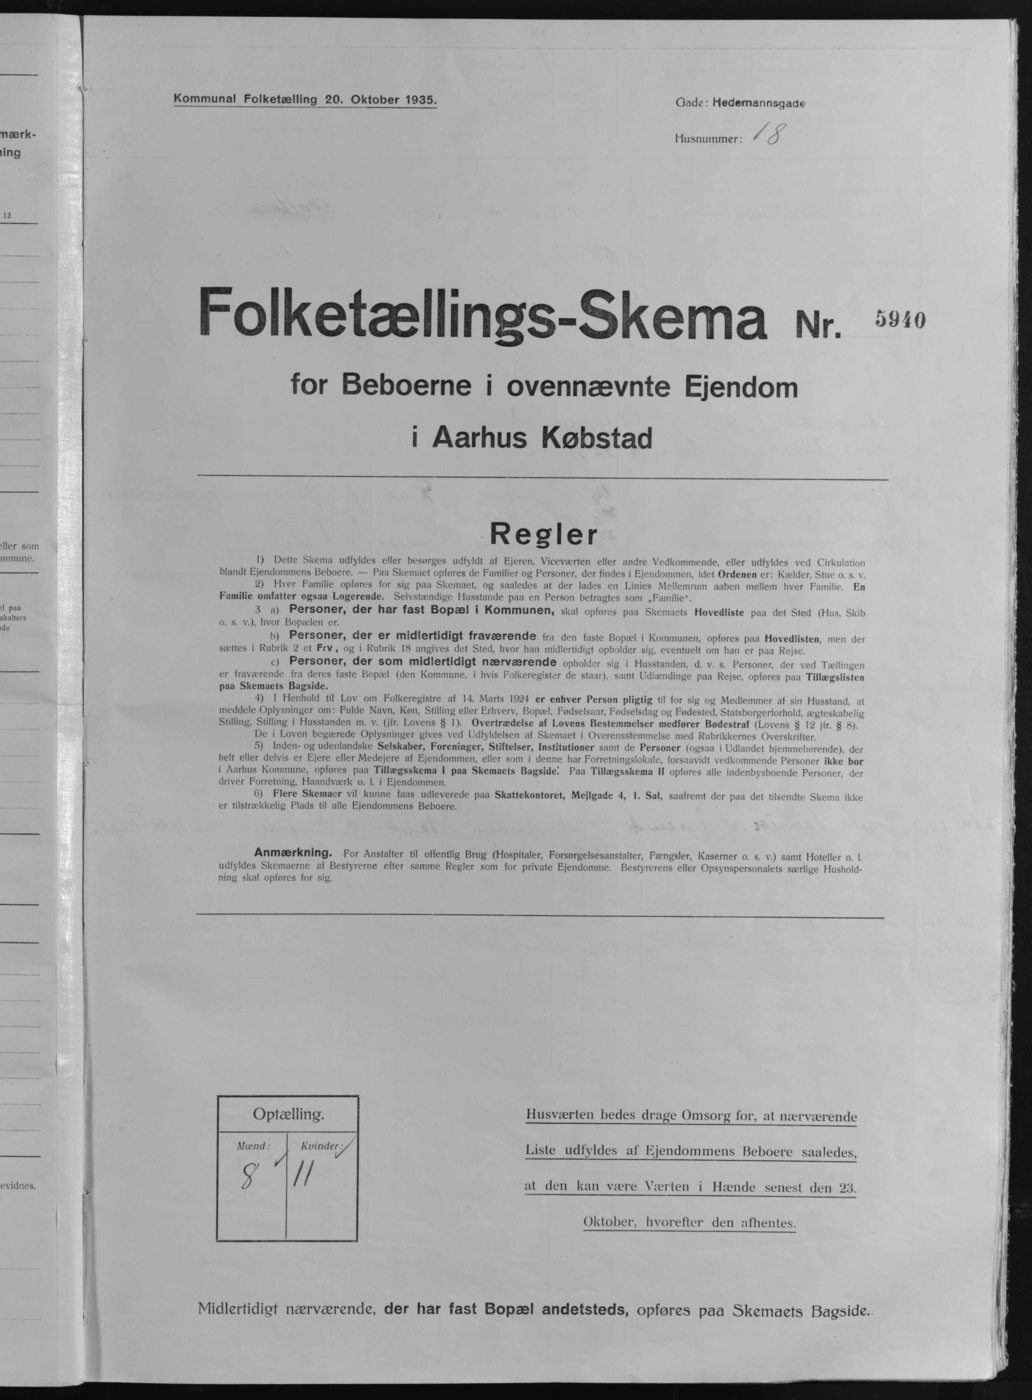 mærk-
ning
12
eller som
mmune.
el paa
skabers
de
evidnes.
Kommunal Folketælling 20. Oktober 1935.
Gade: Hedemannsgade
Husnummer: 18
Folketællings-Skema Nr. 5940
for Beboerne i ovennævnte Ejendom
i Aarhus Købstad
Regler
1) Dette Skema udfyldes eller besørges udfyldt af Ejeren, Viceværten eller andre Vedkommende, eller udfyldes ved Cirkulation
blandt Ejendommens Beboere. — Paa Skemaet opføres de Familier og Personer, der findes i Ejendommen, idet Ordenen er: Kælder, Stue o. s. v.
2) Hver Familie opføres for sig paa Skemaet, og saaledes at der lades en Linies Mellemrum aaben mellem hver Familie. En
Familie omfatter ogsaa Logerende. Selvstændige Husstande paa en Person betragtes som „Familie".
3 a) Personer, der har fast Bopæl i Kommunen, skal opføres paa Skemaets Hovedliste paa det Sted (Hus, Skib
o. s. v.), hvor Bopælen er.
b) Personer, der er midlertidigt fraværende fra den faste Bopæl i Kommunen, opføres paa Hovedlisten, men der
sættes i Rubrik 2 et Frv, og i Rubrik 18 angives det Sted, hvor han midlertidigt opholder sig, eventuelt om han er paa Rejse.
c) Personer, der som midlertidigt nærværende opholder sig i Husstanden, d. v. s. Personer, der ved Tællingen
er fraværende fra deres faste Bopæl (den Kommune, i hvis Folkeregister de staar), samt Udlændinge paa Rejse, opføres paa Tillægslisten
paa Skemaets Bagside.
4) I Henhold til Lov om Folkeregistre af 14. Marts 1924 er enhver Person pligtig til for sig og Medlemmer af sin Husstand, at
meddele Oplysninger om: Fulde Navn, Køn, Stilling eller Erhverv, Bopæl, Fødselsaar, Fødselsdag og Fødested, Statsborgerforhold, ægteskabelig
Stilling, Stilling i Husstanden m. v. (jfr. Lovens § 1). Overtrædelse af Lovens Bestemmelser medfører Bødestraf (Lovens § 12 jfr. § 8).
De i Loven begærede Oplysninger gives ved Udfyldelsen af Skemaet i Overensstemmelse med Rubrikkernes Overskrifter.
5) Inden- og udenlandske Selskaber, Foreninger, Stiftelser, Institutioner samt de Personer (ogsaa i Udlandet hjemmehørende), der
helt eller delvis er Ejere eller Medejere af Ejendommen, eller som i denne har Forretningslokale, forsaavidt vedkommende Personer ikke bor
i Aarhus Kommune, opføres paa Tillægsskema I paa Skemaets Bagside. Paa Tillægsskema II opføres alle indenbysboende Personer, der
driver Forretning, Haandværk o. l. i Ejendommen.
6) Flere Skemaer vil kunne faas udleverede paa Skattekontoret, Mejlgade 4, 1. Sal, saafremt der paa det tilsendte Skema ikke
er tilstrækkelig Plads til alle Ejendommens Beboere.
Anmærkning. For Anstalter til offentlig Brug (Hospitaler, Forsørgelsesanstalter, Fængsler, Kaserner o. s. v.) samt Hoteller o. l.
udfyldes Skemaerne af Bestyrerne efter samme Regler som for private Ejendomme. Bestyrerens eller Opsynspersonalets særlige Hushold-
ning skal opføres for sig.
Optælling.
Mænd: Kvinder:
8 11
Husværten bedes drage Omsorg for, at nærværende
Liste udfyldes af Ejendommens Beboere saaledes,
at den kan være Værten i Hænde senest den 23.
Oktober, hvorefter den afhentes.
Midlertidigt nærværende, der har fast Bopæl andetsteds, opføres paa Skemaets Bagside.